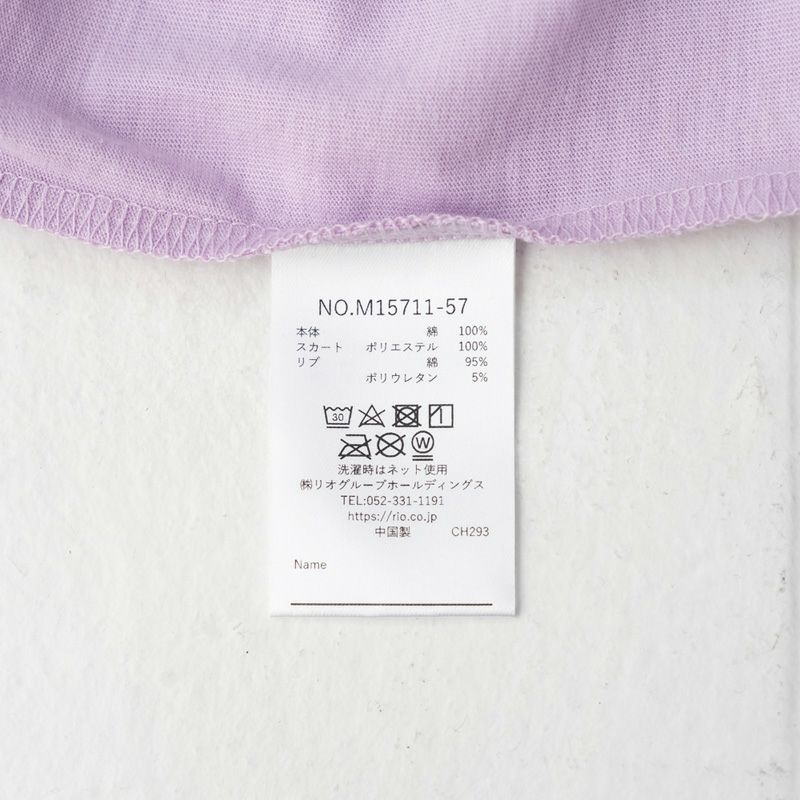 NO.M15711-57
本体 綿 100%
スカート ポリエステル 100%
リブ 綿 95%
ポリウレタン 5%
30
W
洗濯時はネット使用
㈱リオグループホールディングス
TEL:052-331-1191
https://rio.co.jp
中国製 CH293
Name